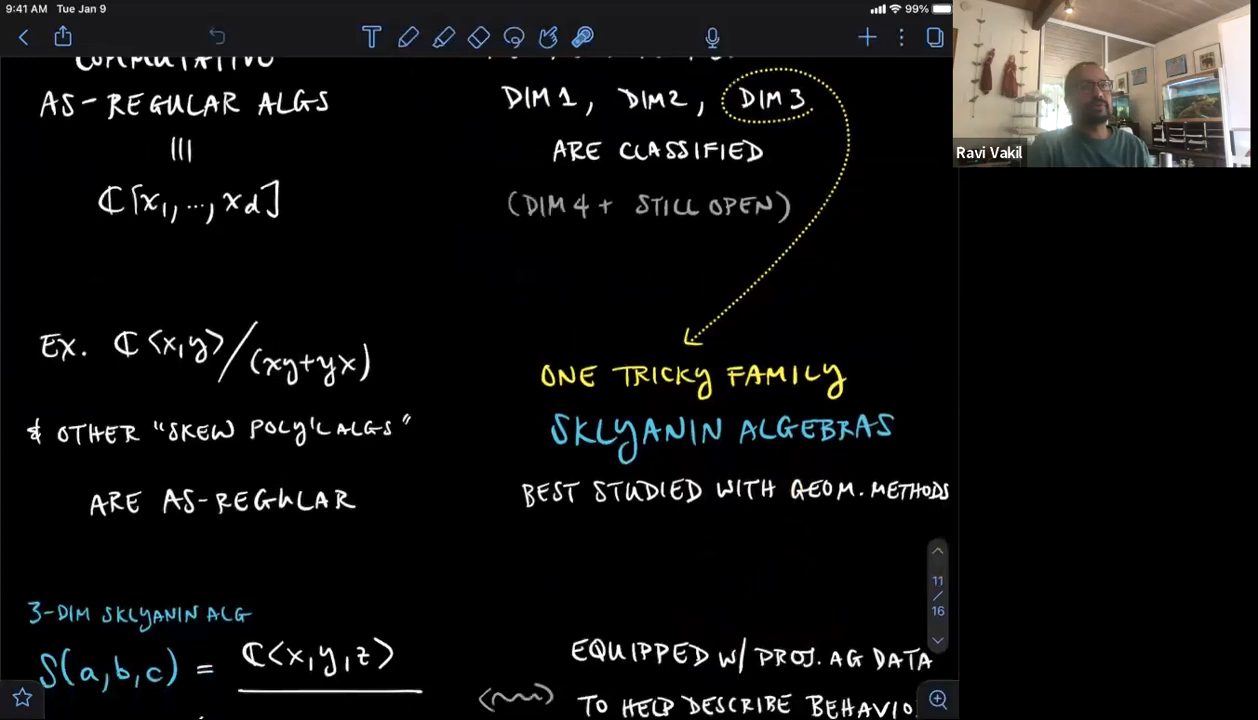 9:41 AM Tue Jan 9
99%
Ravi Vakil
COMMUTATIVE
AS-REGULAR ALGS
|||
ℂ[x₁, ..., x_d]
DIM 1, DIM 2, DIM 3
ARE CLASSIFIED
(DIM 4+ STILL OPEN)
EX. ℂ<x,y>/(xy+yx)
& OTHER "SKEW POLY'L ALGS"
ARE AS-REGULAR
ONE TRICKY FAMILY
SKLYANIN ALGEBRAS
BEST STUDIED WITH GEOM. METHODS
11
/
16
3-DIM SKLYANIN ALG
S(a,b,c) = ℂ<x,y,z>
EQUIPPED W/ PROJ. AG DATA
TO HELP DESCRIBE BEHAVIO